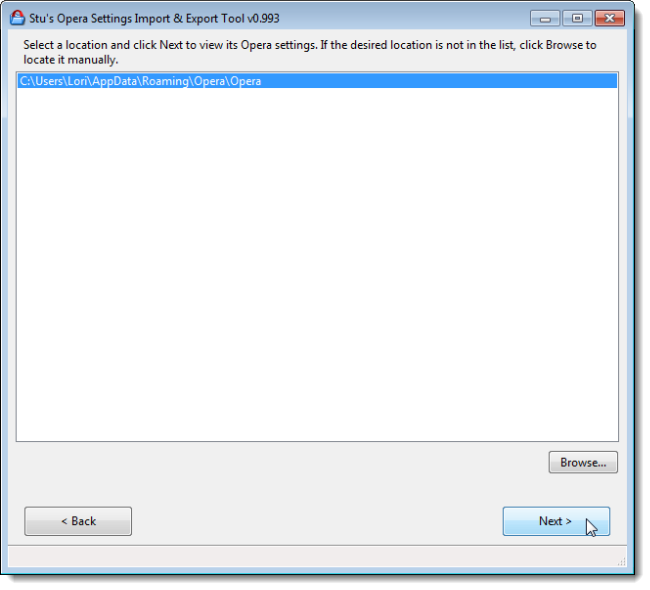 Stu's Opera Settings Import & Export Tool v0.993
Select a location and click Next to view its Opera settings. If the desired location is not in the list, click Browse to
locate it manually.
C:\Users\Lori\AppData\Roaming\Opera\Opera
Browse...
< Back
Next >